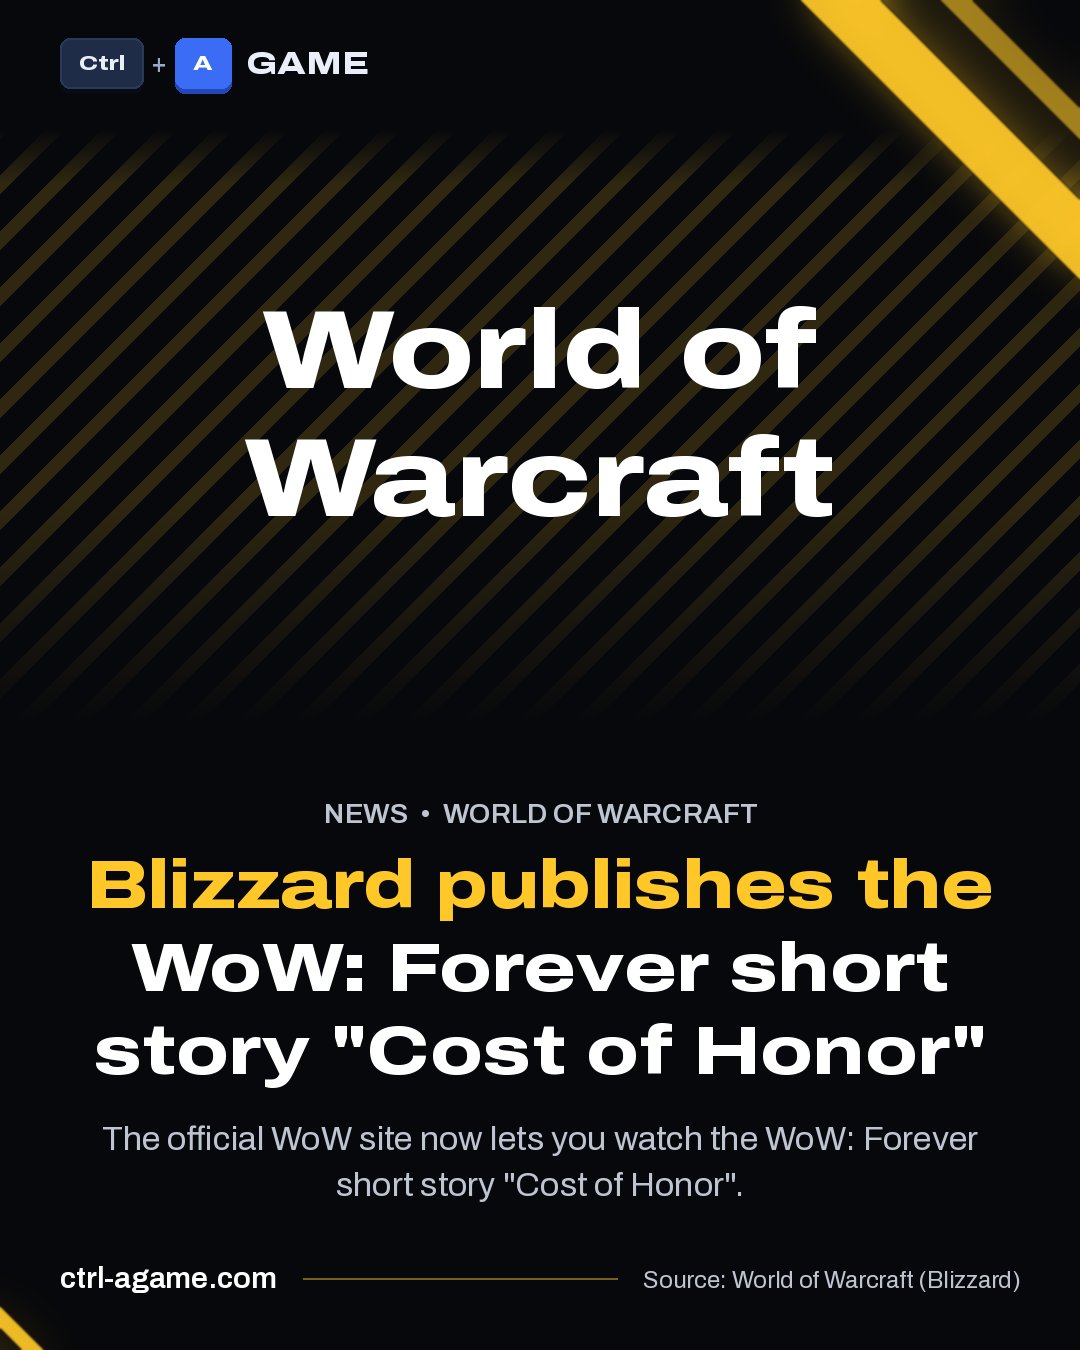 Ctrl + A GAME
World of
Warcraft
NEWS • WORLD OF WARCRAFT
Blizzard publishes the
WoW: Forever short
story "Cost of Honor"
The official WoW site now lets you watch the WoW: Forever
short story "Cost of Honor".
ctrl-agame.com
Source: World of Warcraft (Blizzard)